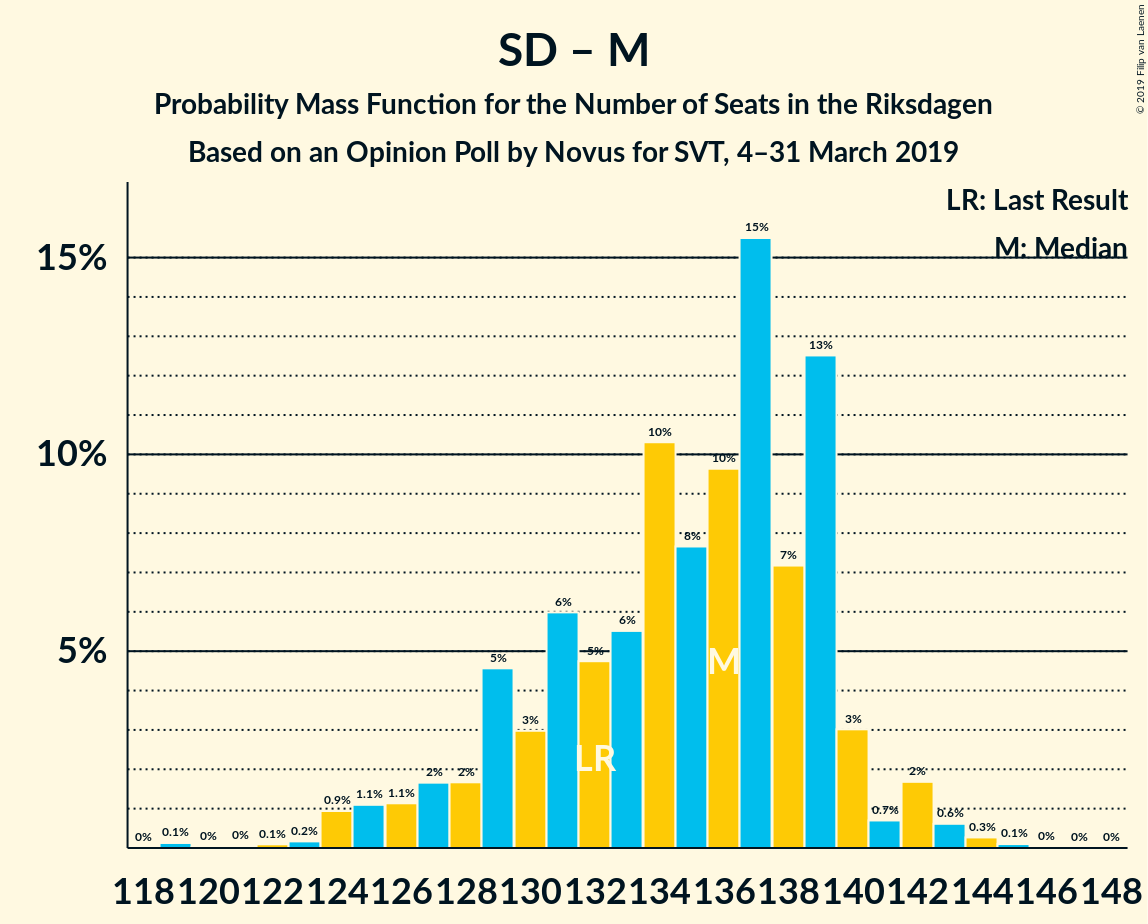 SD – M
Probability Mass Function for the Number of Seats in the Riksdagen
Based on an Opinion Poll by Novus for SVT, 4–31 March 2019
© 2019 Filip van Laenen
LR: Last Result
M: Median
15%
10%
5%
0% 0.1% 0% 0% 0.1% 0.2% 0.9% 1.1% 1.1% 2% 2% 5% 3% 6% 5% 6% 10% 8% 10% 15% 7% 13% 3% 0.7% 2% 0.6% 0.3% 0.1% 0% 0% 0%
M
LR
118 120 122 124 126 128 130 132 134 136 138 140 142 144 146 148